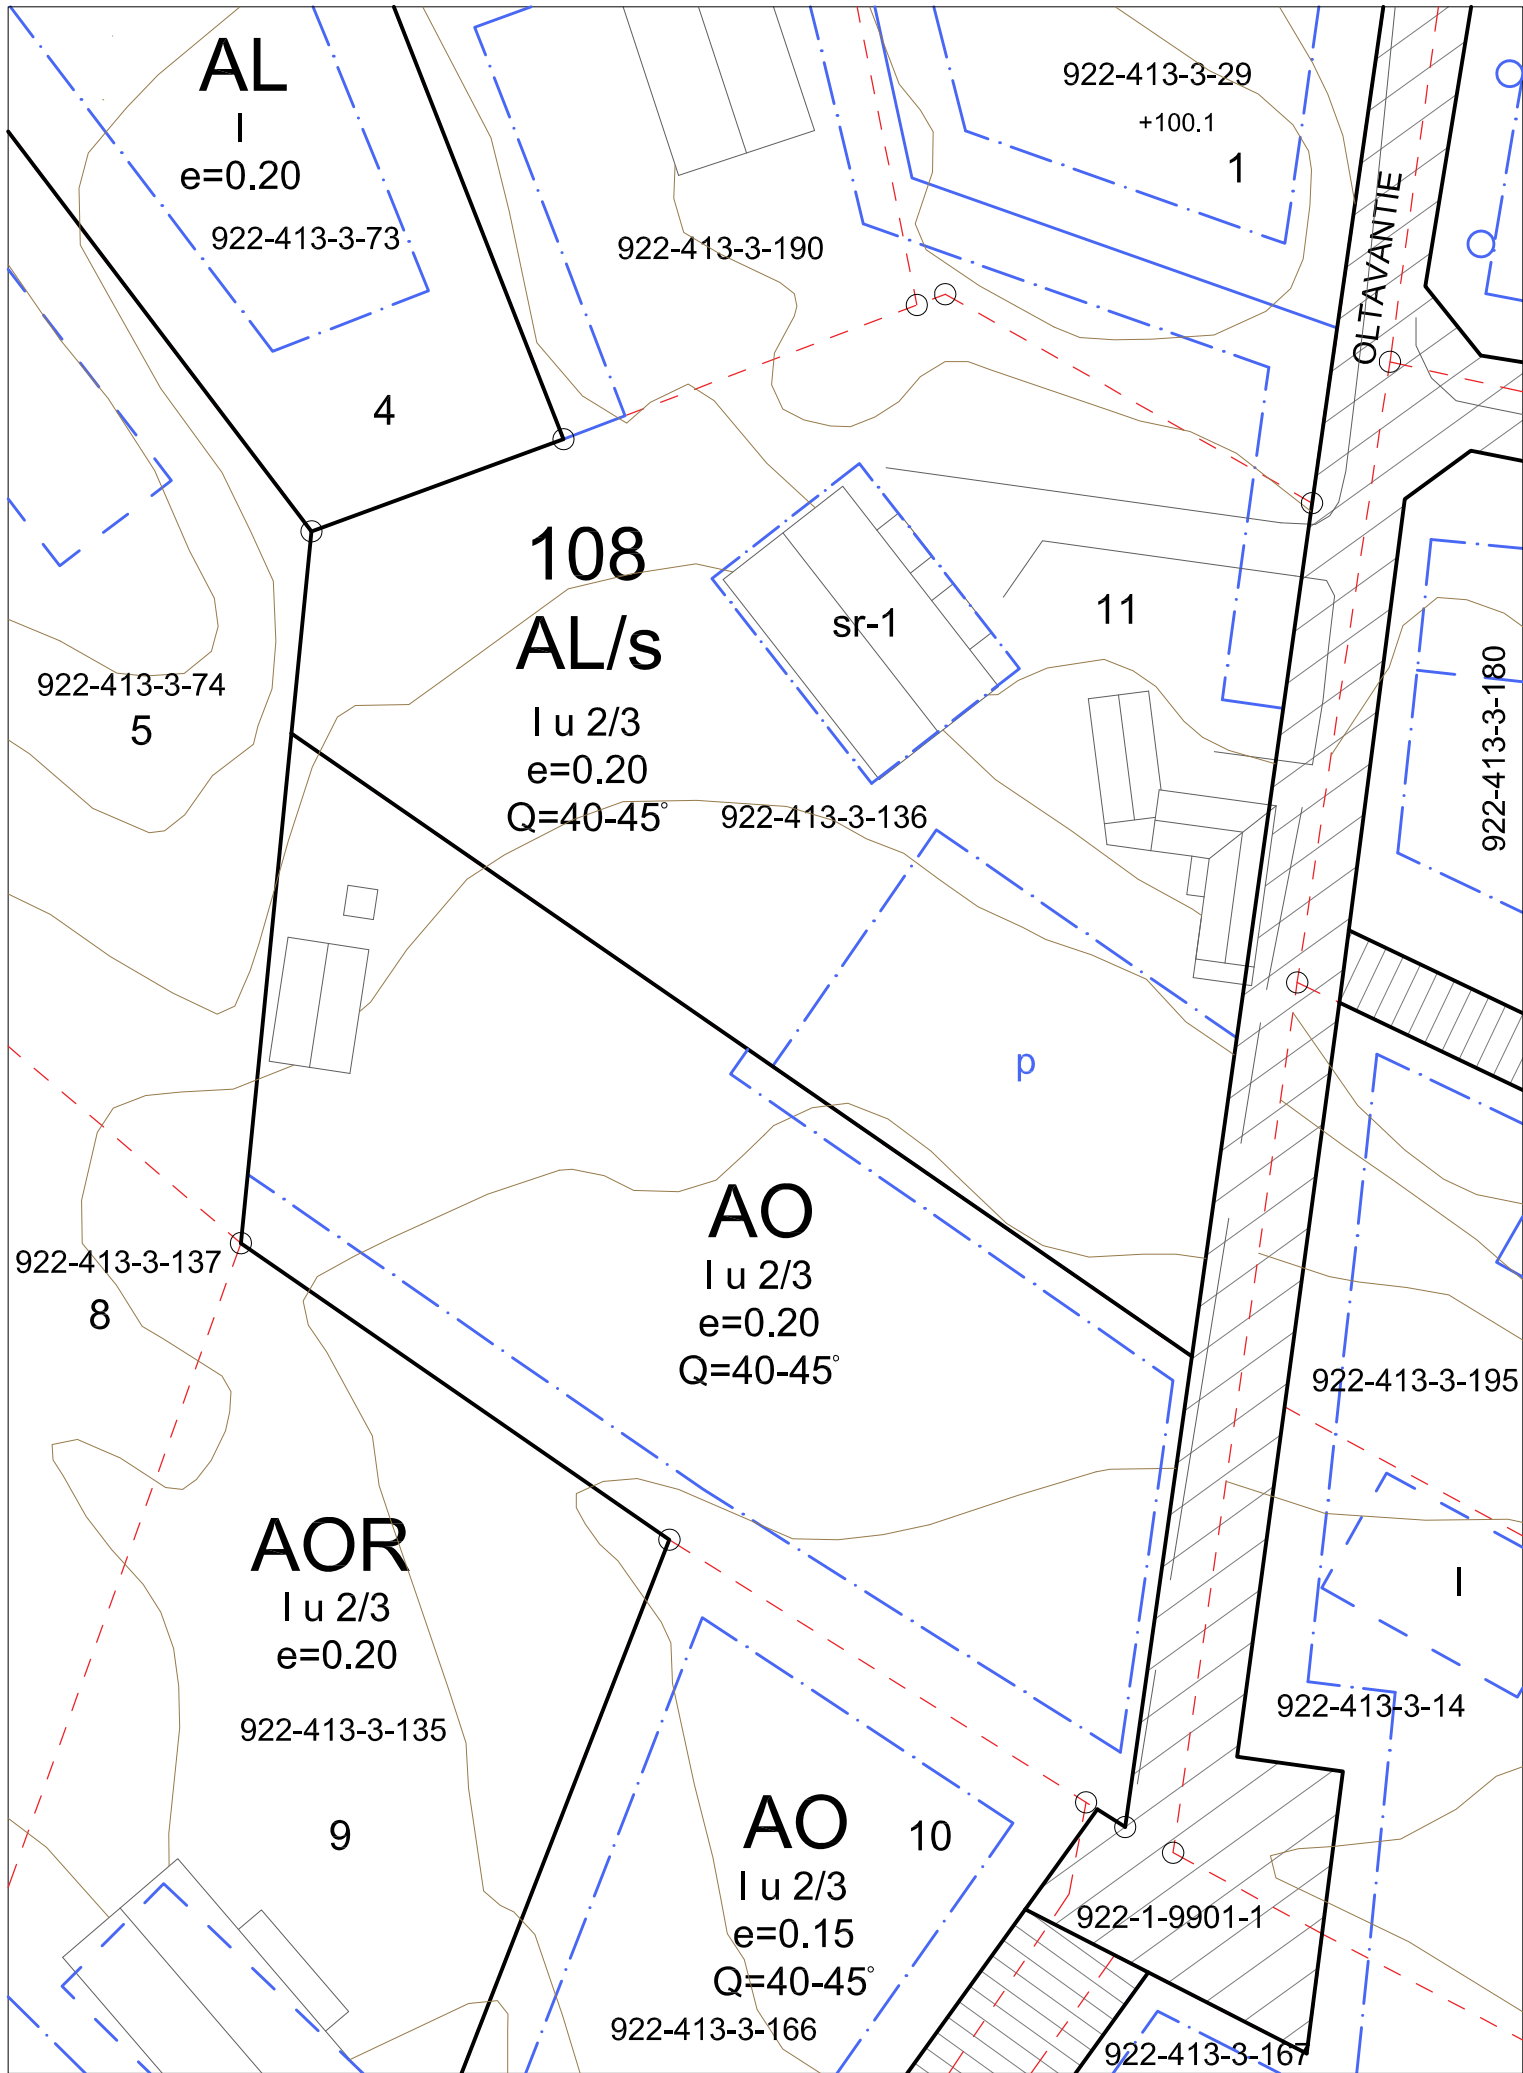 AL
I
e=0.20
922-413-3-73
4
922-413-3-190
922-413-3-29
+100.1
1
OLTAVANTIE
108
AL/s
I u 2/3
e=0.20
Q=40-45°
sr-1
11
922-413-3-136
922-413-3-74
5
922-413-3-180
p
AO
I u 2/3
e=0.20
Q=40-45°
922-413-3-137
8
922-413-3-195
AOR
I u 2/3
e=0.20
922-413-3-135
9
I
922-413-3-14
AO
10
I u 2/3
e=0.15
Q=40-45°
922-413-3-166
922-1-9901-1
922-413-3-167